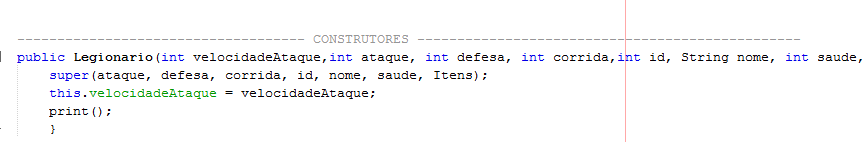 ------------------------------------ CONSTRUTORES ------------------------------------------------
public Legionario(int velocidadeAtaque,int ataque, int defesa, int corrida,int id, String nome, int saude,
super(ataque, defesa, corrida, id, nome, saude, Itens);
this.velocidadeAtaque = velocidadeAtaque;
print();
}